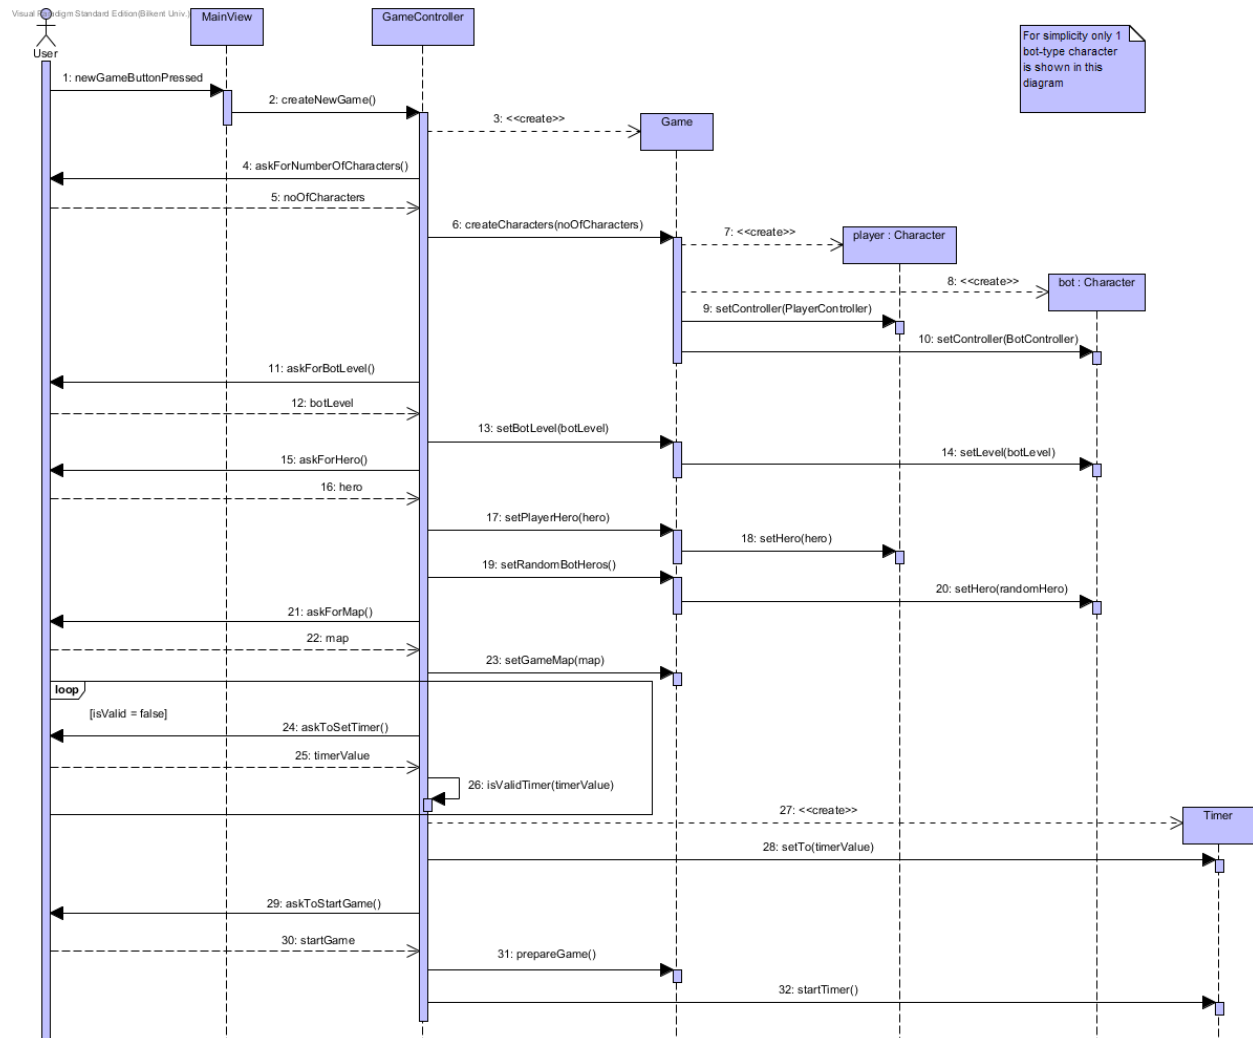 Visual Paradigm Standard Edition(Bilkent Univ.)
User
MainView
GameController
For simplicity only 1
bot-type character
is shown in this
diagram
1: newGameButtonPressed
2: createNewGame()
3: <<create>>
Game
4: askForNumberOfCharacters()
5: noOfCharacters
6: createCharacters(noOfCharacters)
7: <<create>>
player : Character
8: <<create>>
bot : Character
9: setController(PlayerController)
10: setController(BotController)
11: askForBotLevel()
12: botLevel
13: setBotLevel(botLevel)
14: setLevel(botLevel)
15: askForHero()
16: hero
17: setPlayerHero(hero)
18: setHero(hero)
19: setRandomBotHeros()
20: setHero(randomHero)
21: askForMap()
22: map
23: setGameMap(map)
loop
[isValid = false]
24: askToSetTimer()
25: timerValue
26: isValidTimer(timerValue)
27: <<create>>
Timer
28: setTo(timerValue)
29: askToStartGame()
30: startGame
31: prepareGame()
32: startTimer()